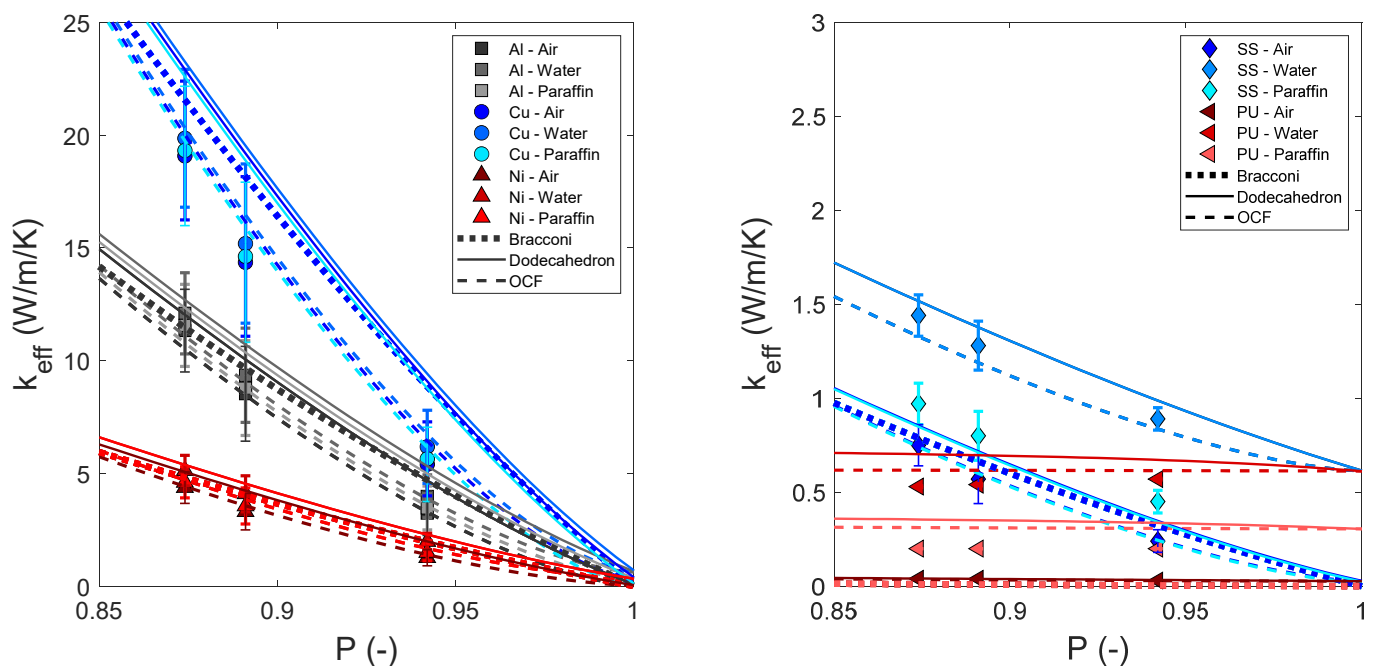 25
20
15
10
5
0
k_eff (W/m/K)
0.85
0.9
0.95
1
P (-)
Al - Air
Al - Water
Al - Paraffin
Cu - Air
Cu - Water
Cu - Paraffin
Ni - Air
Ni - Water
Ni - Paraffin
Bracconi
Dodecahedron
OCF
3
2.5
2
1.5
1
0.5
0
k_eff (W/m/K)
0.85
0.9
0.95
1
P (-)
SS - Air
SS - Water
SS - Paraffin
PU - Air
PU - Water
PU - Paraffin
Bracconi
Dodecahedron
OCF